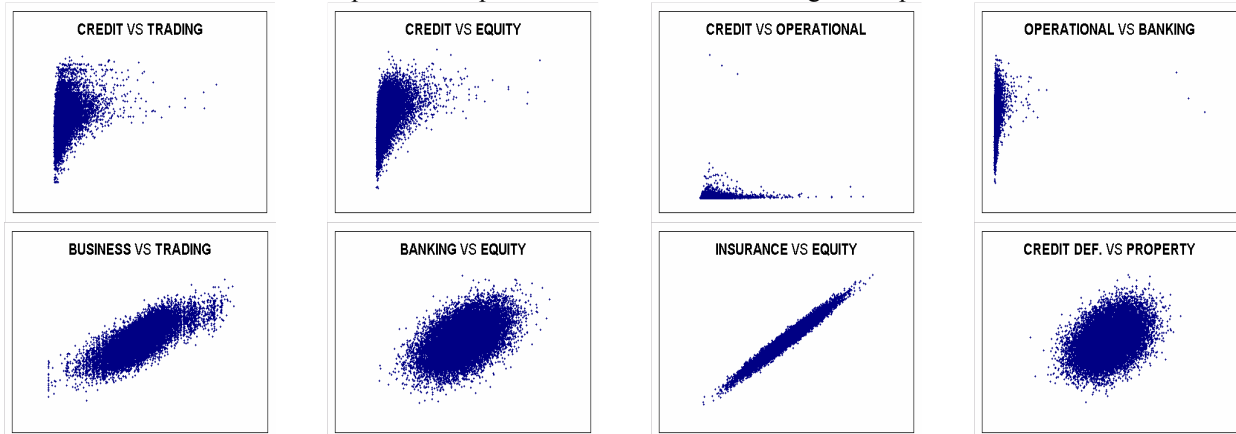 CREDIT VS TRADING
CREDIT VS EQUITY
CREDIT VS OPERATIONAL
OPERATIONAL VS BANKING
BUSINESS VS TRADING
BANKING VS EQUITY
INSURANCE VS EQUITY
CREDIT DEF. VS PROPERTY